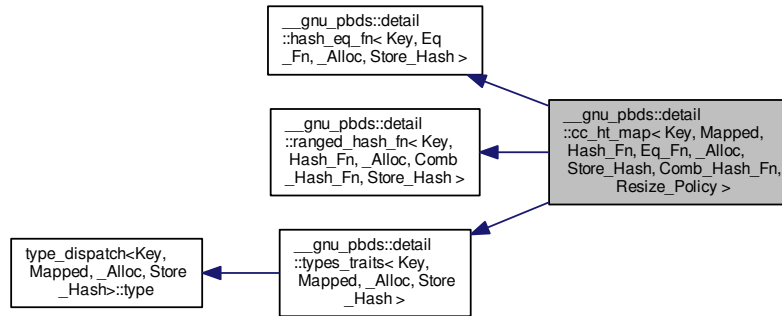 __gnu_pbds::detail
::hash_eq_fn< Key, Eq
_Fn, _Alloc, Store_Hash >
__gnu_pbds::detail
::ranged_hash_fn< Key,
Hash_Fn, _Alloc, Comb
_Hash_Fn, Store_Hash >
__gnu_pbds::detail
::cc_ht_map< Key, Mapped,
Hash_Fn, Eq_Fn, _Alloc,
Store_Hash, Comb_Hash_Fn,
Resize_Policy >
type_dispatch<Key,
Mapped, _Alloc, Store
_Hash>::type
__gnu_pbds::detail
::types_traits< Key,
Mapped, _Alloc, Store
_Hash >